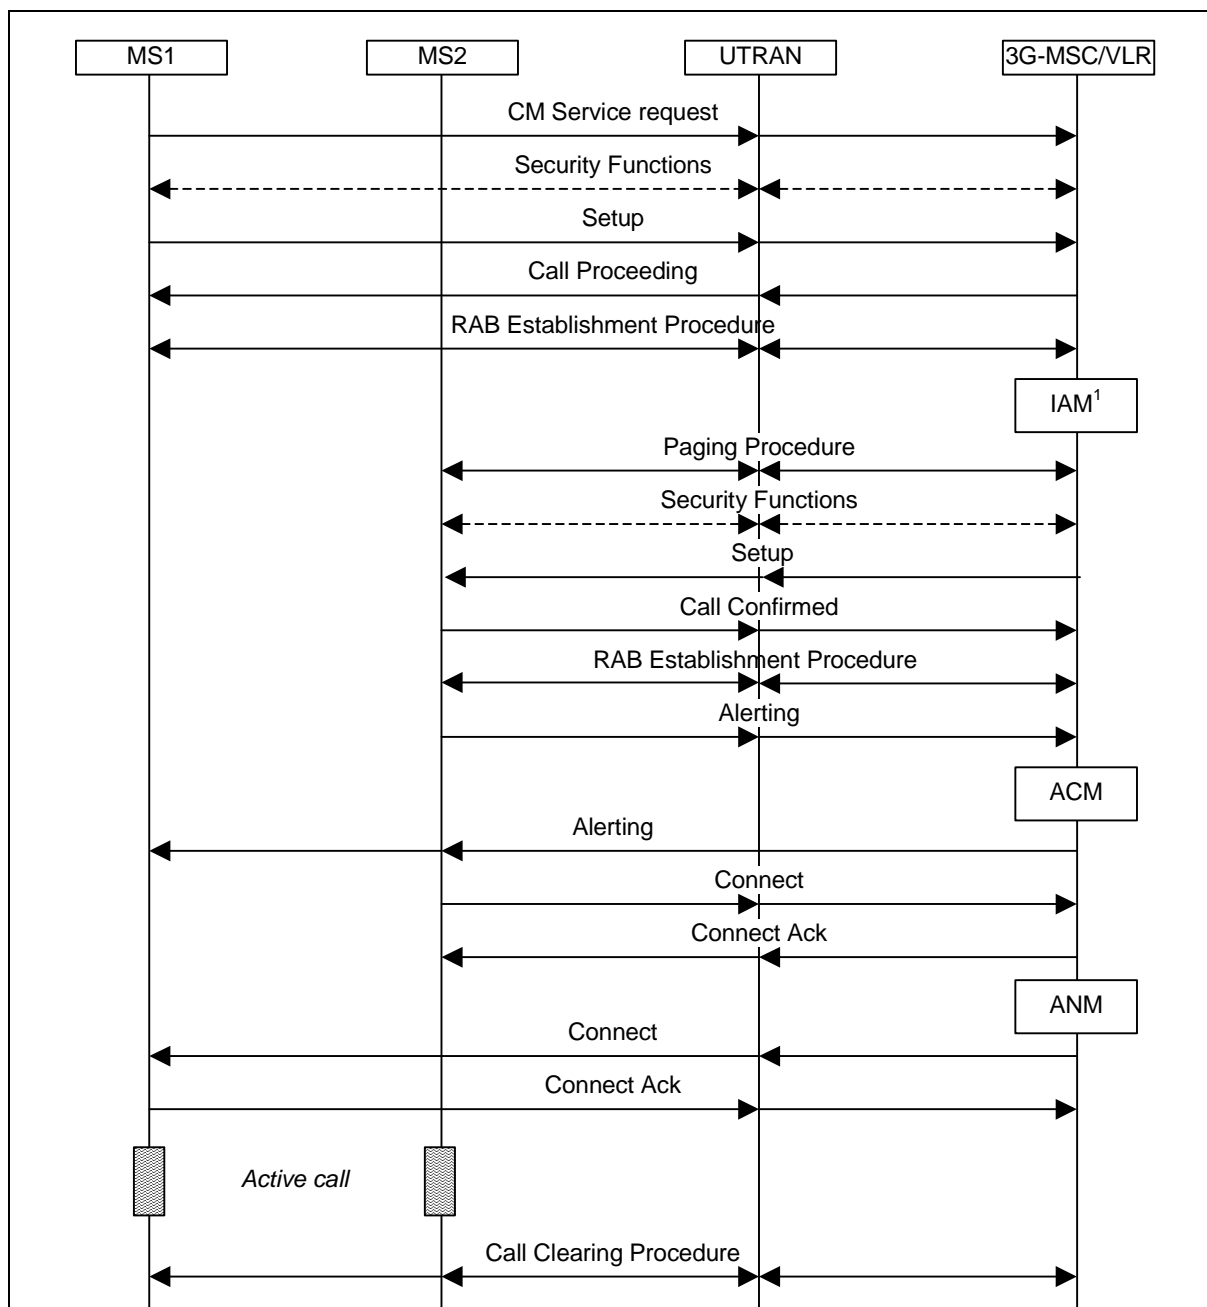 MS1 MS2 UTRAN 3G-MSC/VLR
CM Service request
Security Functions
Setup
Call Proceeding
RAB Establishment Procedure
IAM¹
Paging Procedure
Security Functions
Setup
Call Confirmed
RAB Establishment Procedure
Alerting
ACM
Alerting
Connect
Connect Ack
ANM
Connect
Connect Ack
Active call
Call Clearing Procedure